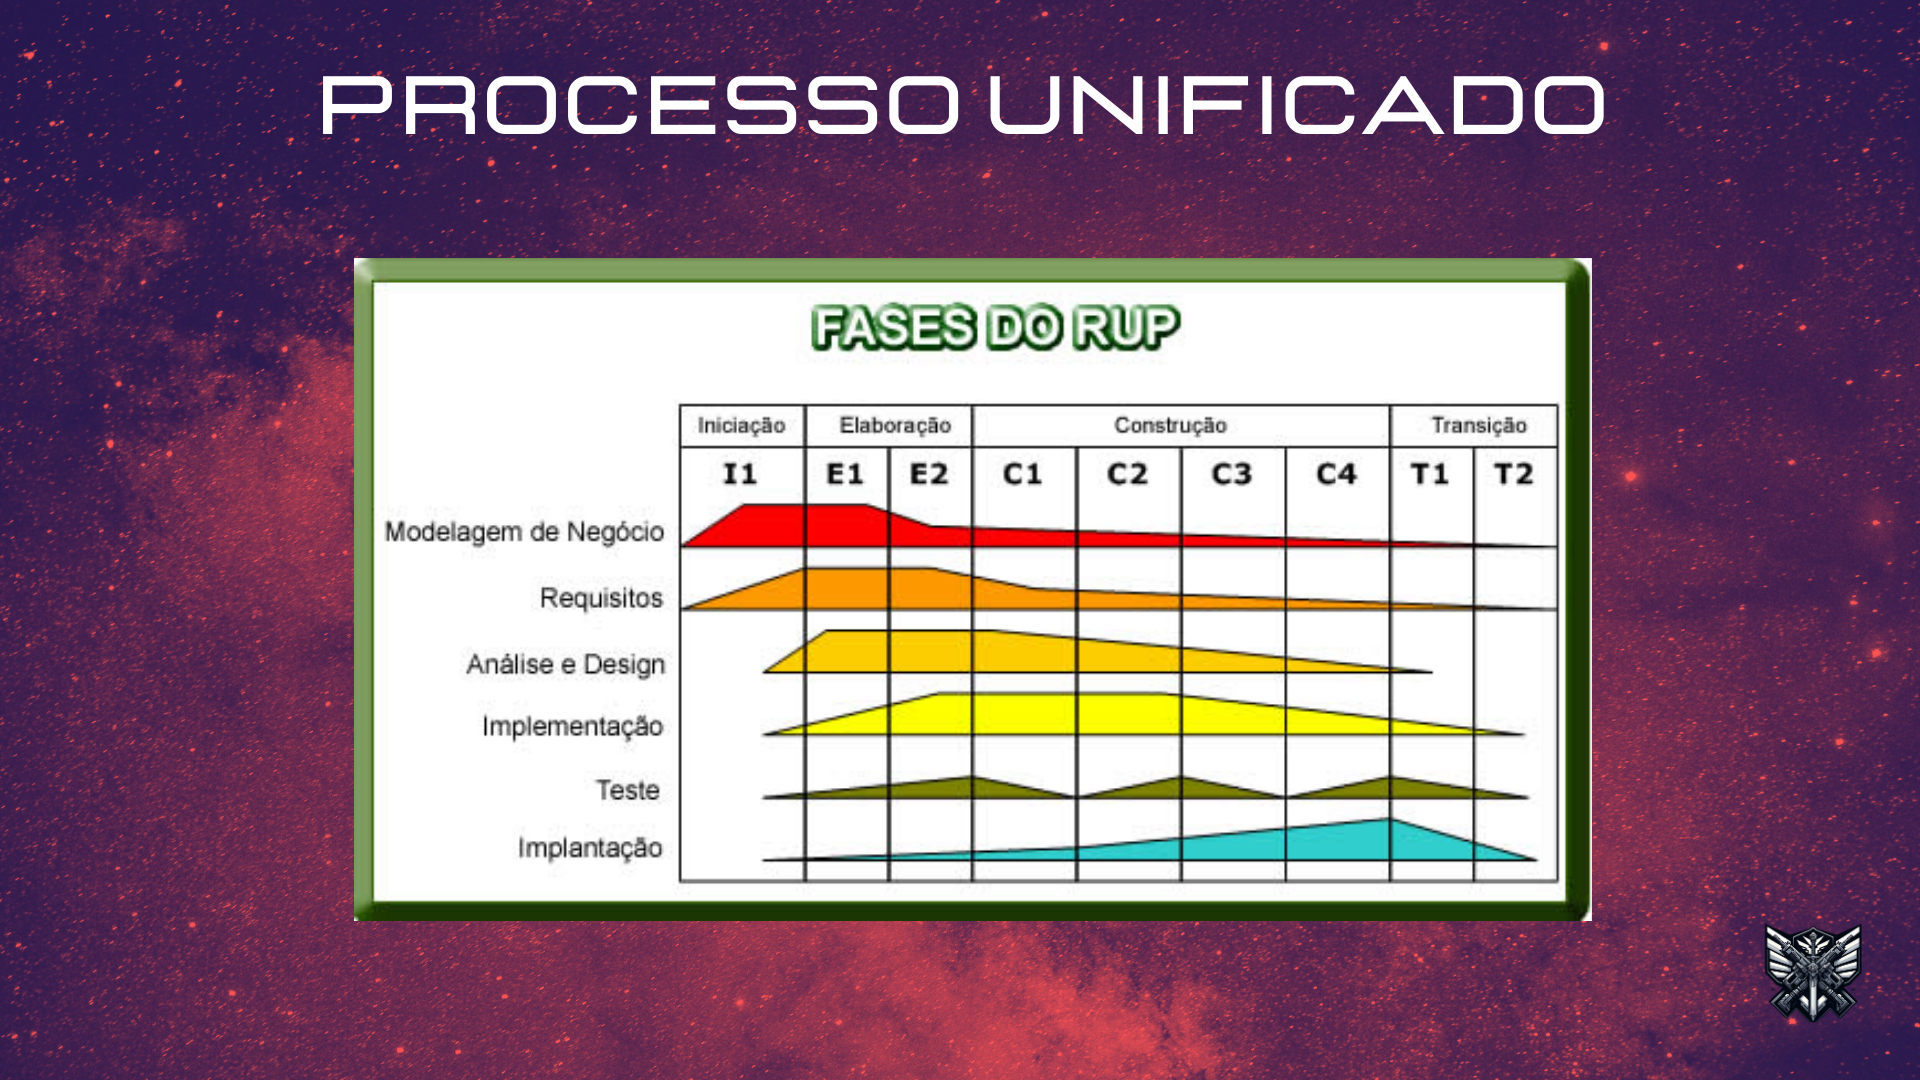 PROCESSO UNIFICADO
FASES DO RUP
Iniciação Elaboração Construção Transição
I1 E1 E2 C1 C2 C3 C4 T1 T2
Modelagem de Negócio
Requisitos
Análise e Design
Implementação
Teste
Implantação